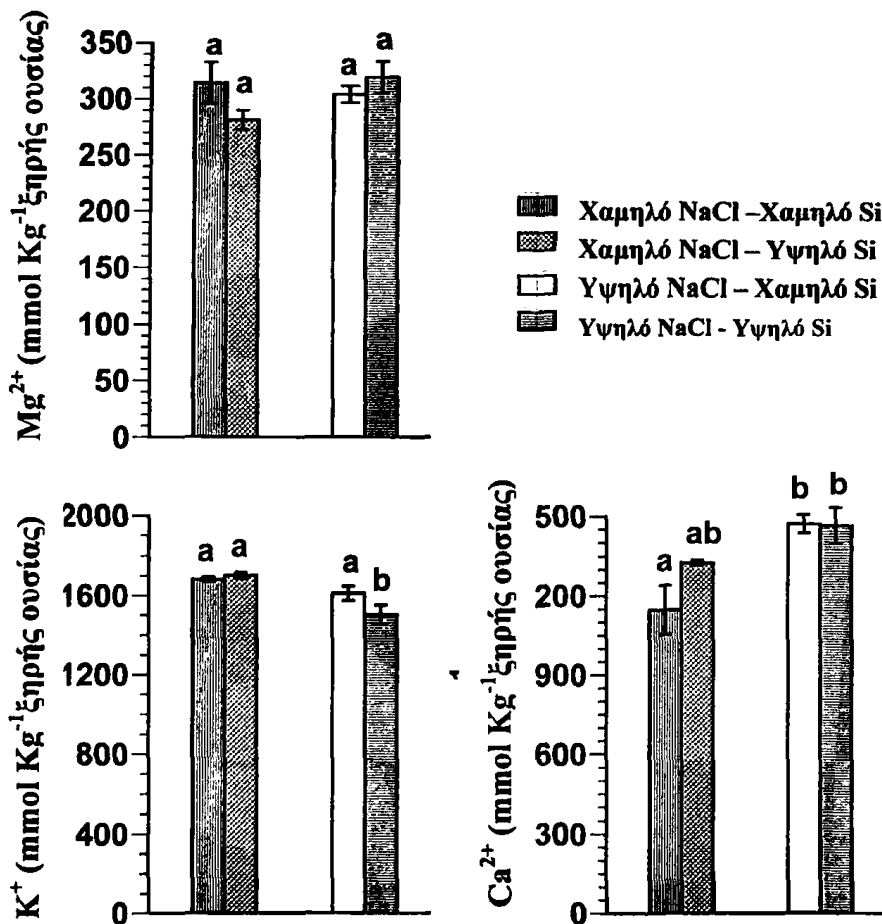 Mg2+ (mmol Kg-1ξηρής ουσίας)
350
300
250
200
150
100
50
0
a
a
a
a
Χαμηλό NaCl –Χαμηλό Si
Χαμηλό NaCl – Υψηλό Si
Υψηλό NaCl – Χαμηλό Si
Υψηλό NaCl - Υψηλό Si
K+ (mmol Kg-1ξηρής ουσίας)
2000
1600
1200
800
400
0
a
a
a
b
Ca2+ (mmol Kg-1ξηρής ουσίας)
500
200
900
600
300
0
a
ab
b
b